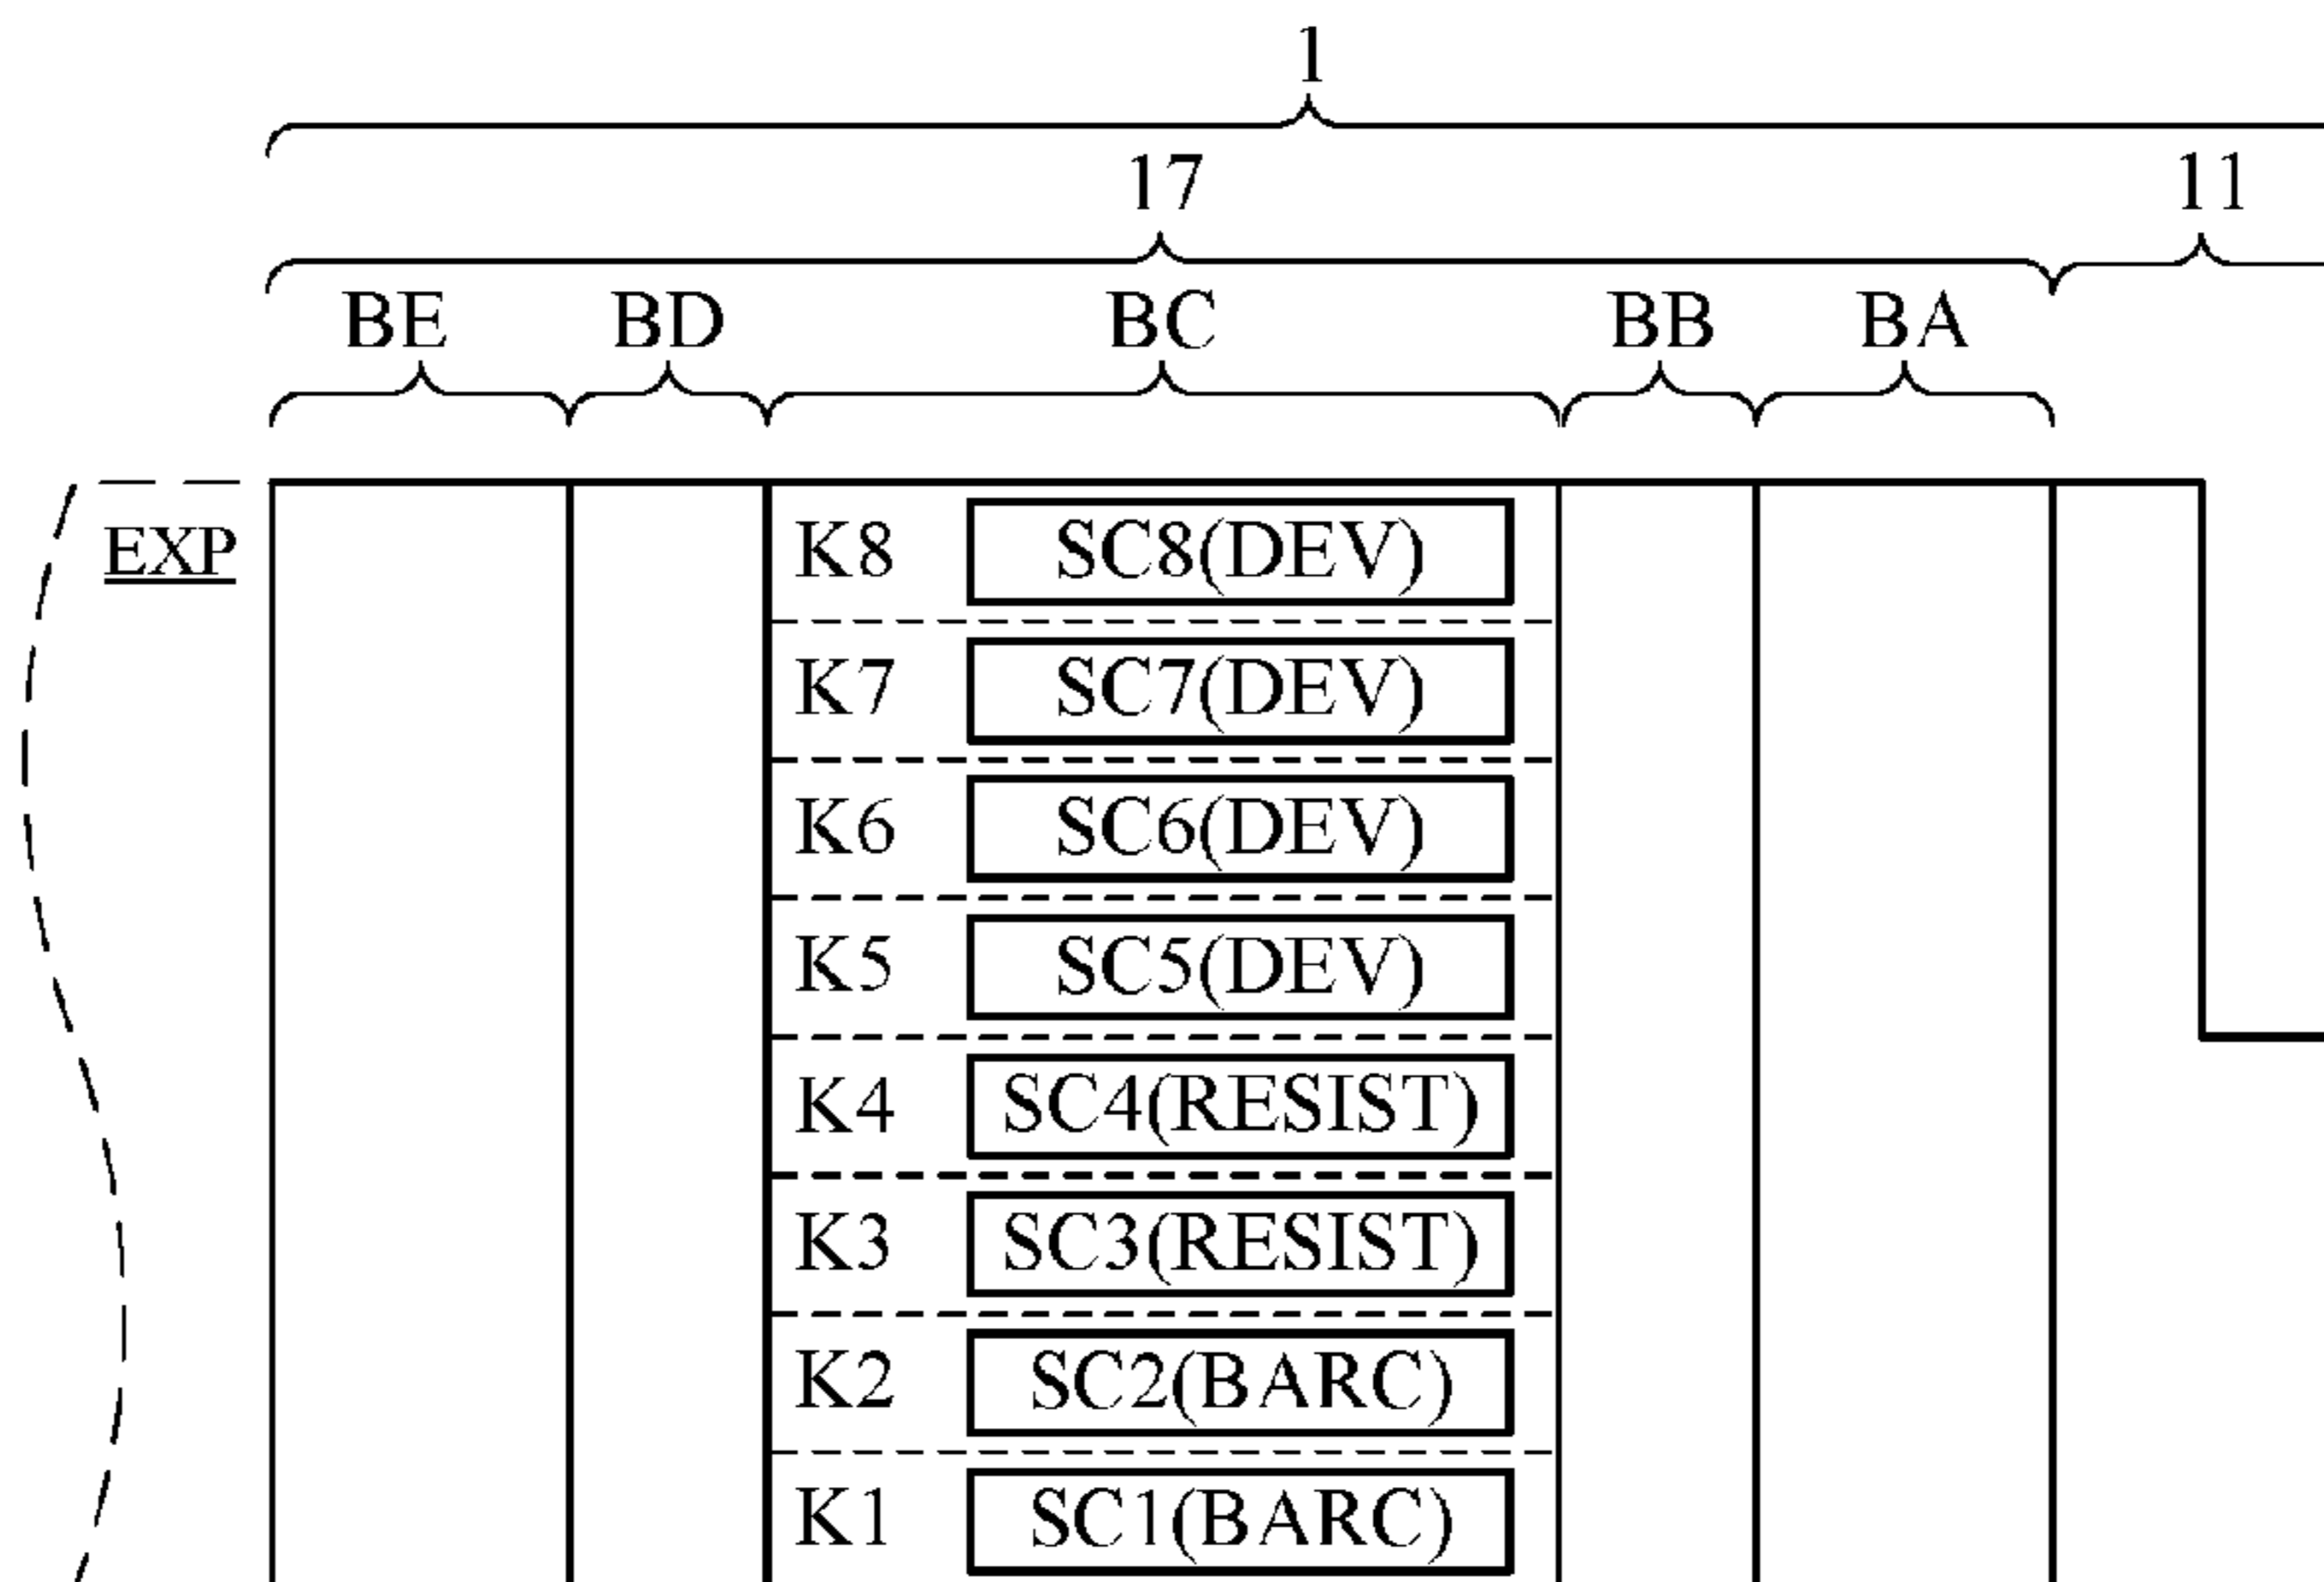 1
17 11
BE BD BC BB BA
EXP K8 SC8(DEV)
K7 SC7(DEV)
K6 SC6(DEV)
K5 SC5(DEV)
K4 SC4(RESIST)
K3 SC3(RESIST)
K2 SC2(BARC)
K1 SC1(BARC)